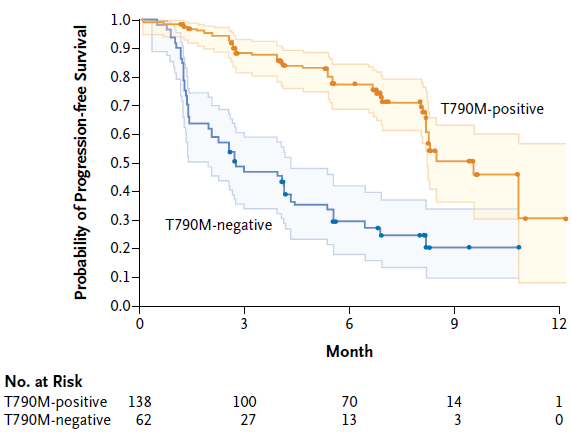 Probability of Progression-free Survival
1.0
0.9
0.8
0.7
0.6
0.5
0.4
0.3
0.2
0.1
0.0
T790M-positive
T790M-negative
0 3 6 9 12
Month
No. at Risk
T790M-positive 138 100 70 14 1
T790M-negative 62 27 13 3 0